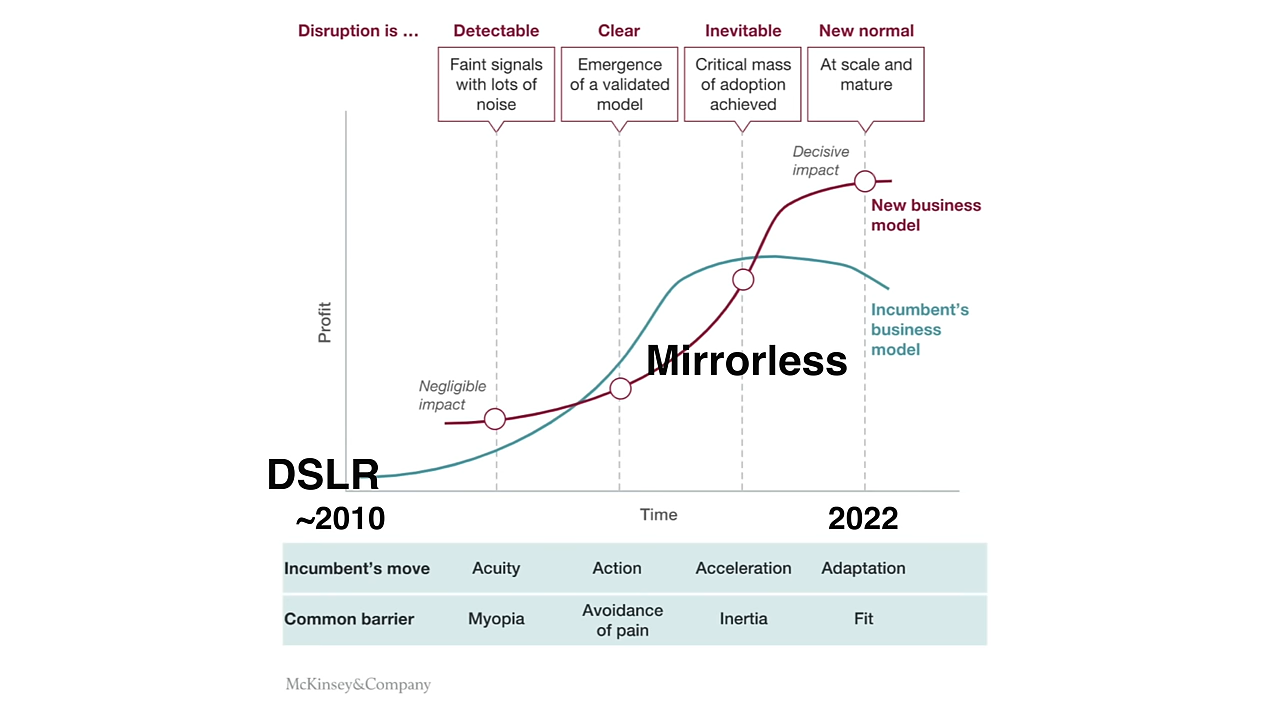 Disruption is …
Detectable
Clear
Inevitable
New normal
Faint signals
with lots of
noise
Emergence
of a validated
model
Critical mass
of adoption
achieved
At scale and
mature
Decisive
impact
New business
model
Incumbent's
business
model
Profit
Mirrorless
Negligible
impact
DSLR
~2010
Time
2022
Incumbent's move
Acuity
Action
Acceleration
Adaptation
Common barrier
Myopia
Avoidance
of pain
Inertia
Fit
McKinsey&Company